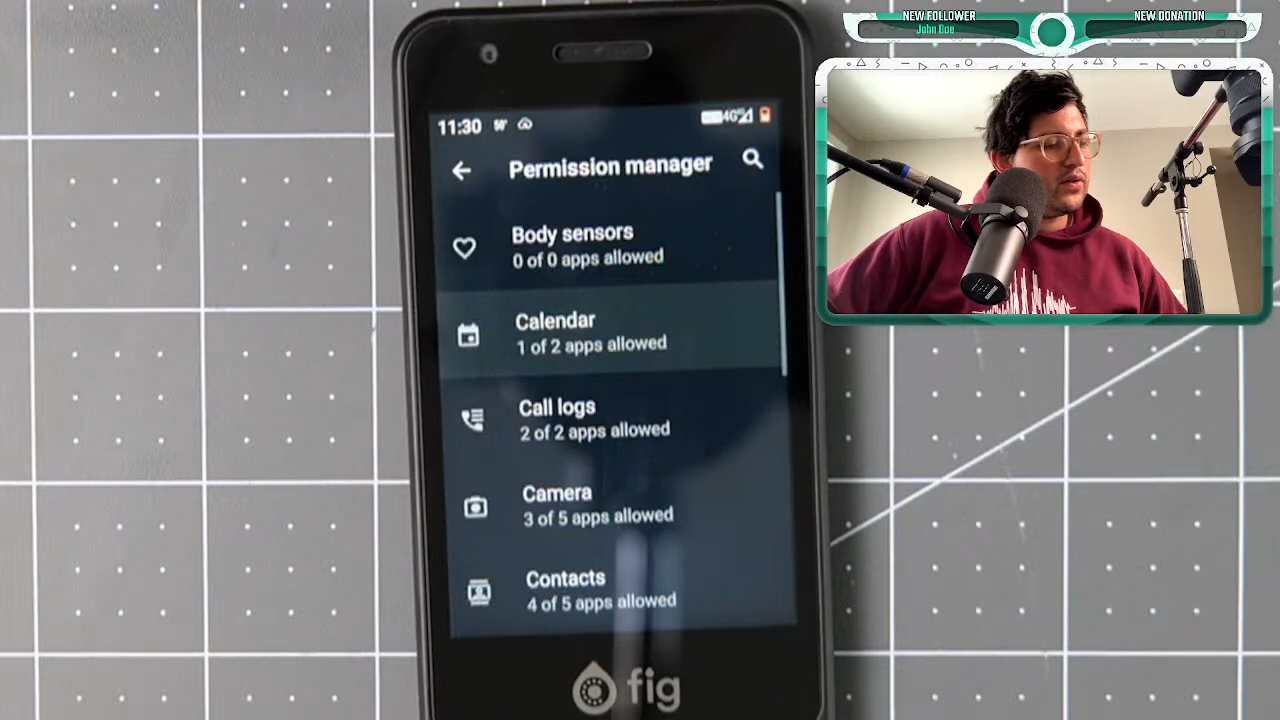 NEW FOLLOWER
John Doe
NEW DONATION
11:30
4G
Permission manager
Body sensors
0 of 0 apps allowed
Calendar
1 of 2 apps allowed
Call logs
2 of 2 apps allowed
Camera
3 of 5 apps allowed
Contacts
4 of 5 apps allowed
fig